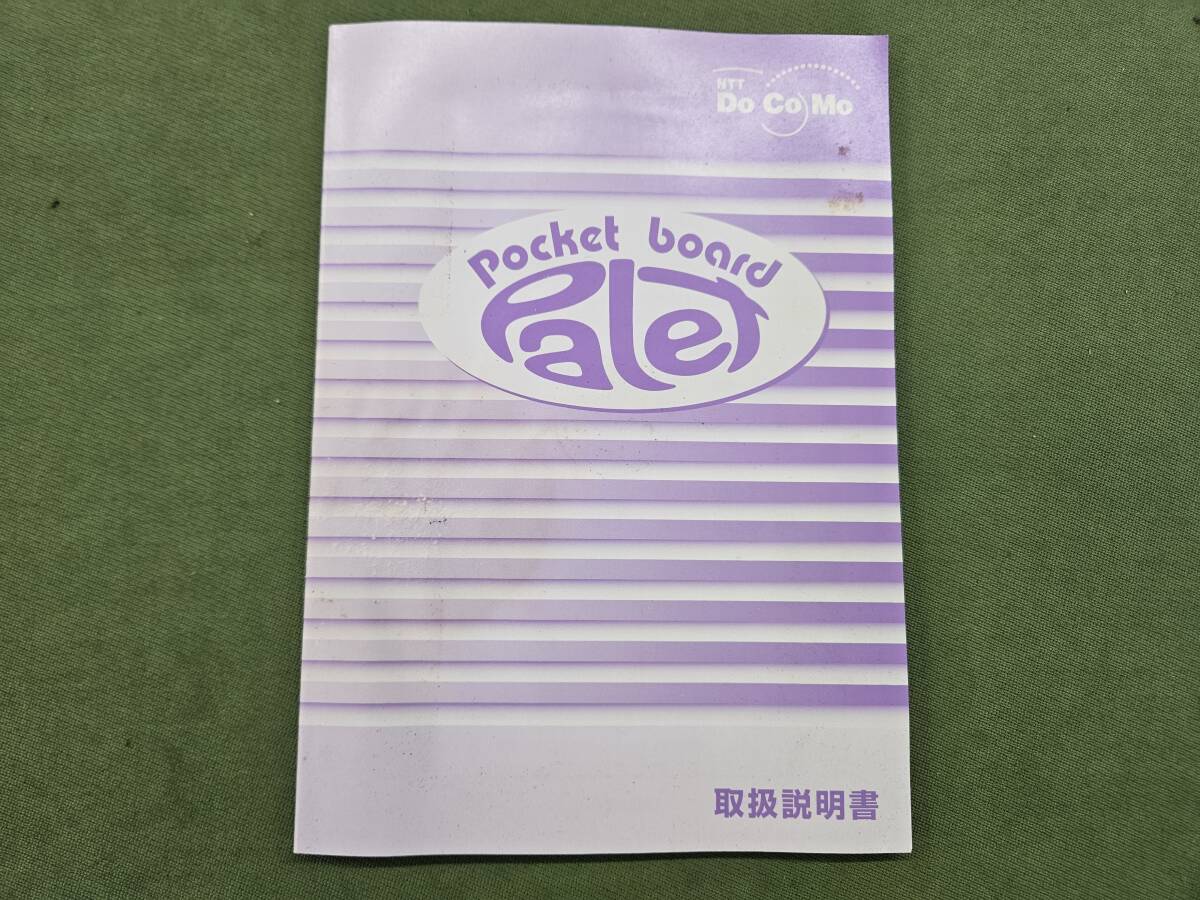 NTT
DoCoMo
Pocket board
Palet
取扱説明書